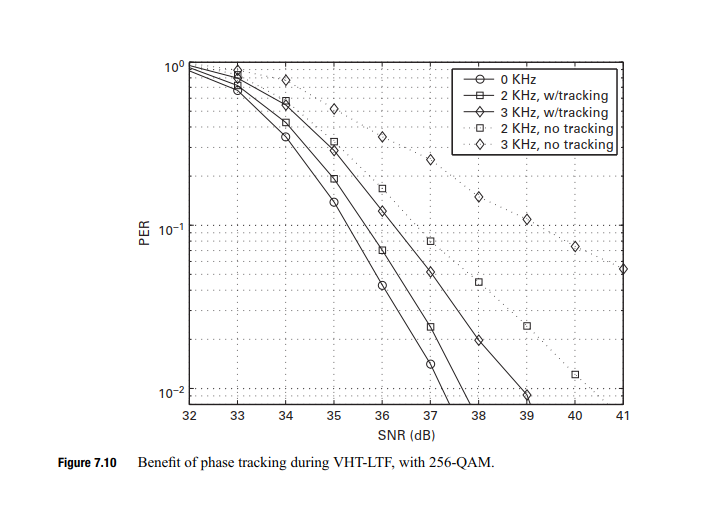 10⁰
10⁻¹
10⁻²
PER
0 KHz
2 KHz, w/tracking
3 KHz, w/tracking
2 KHz, no tracking
3 KHz, no tracking
32 33 34 35 36 37 38 39 40 41
SNR (dB)
Figure 7.10 Benefit of phase tracking during VHT-LTF, with 256-QAM.